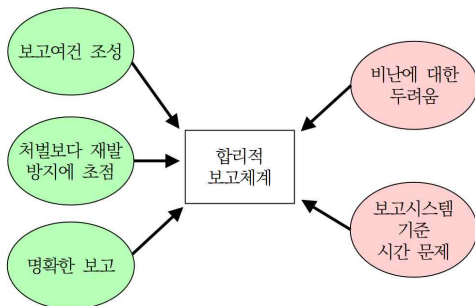 보고여건 조성
처벌보다 재발
방지에 초점
명확한 보고
합리적
보고체계
비난에 대한
두려움
보고시스템
기준
시간 문제